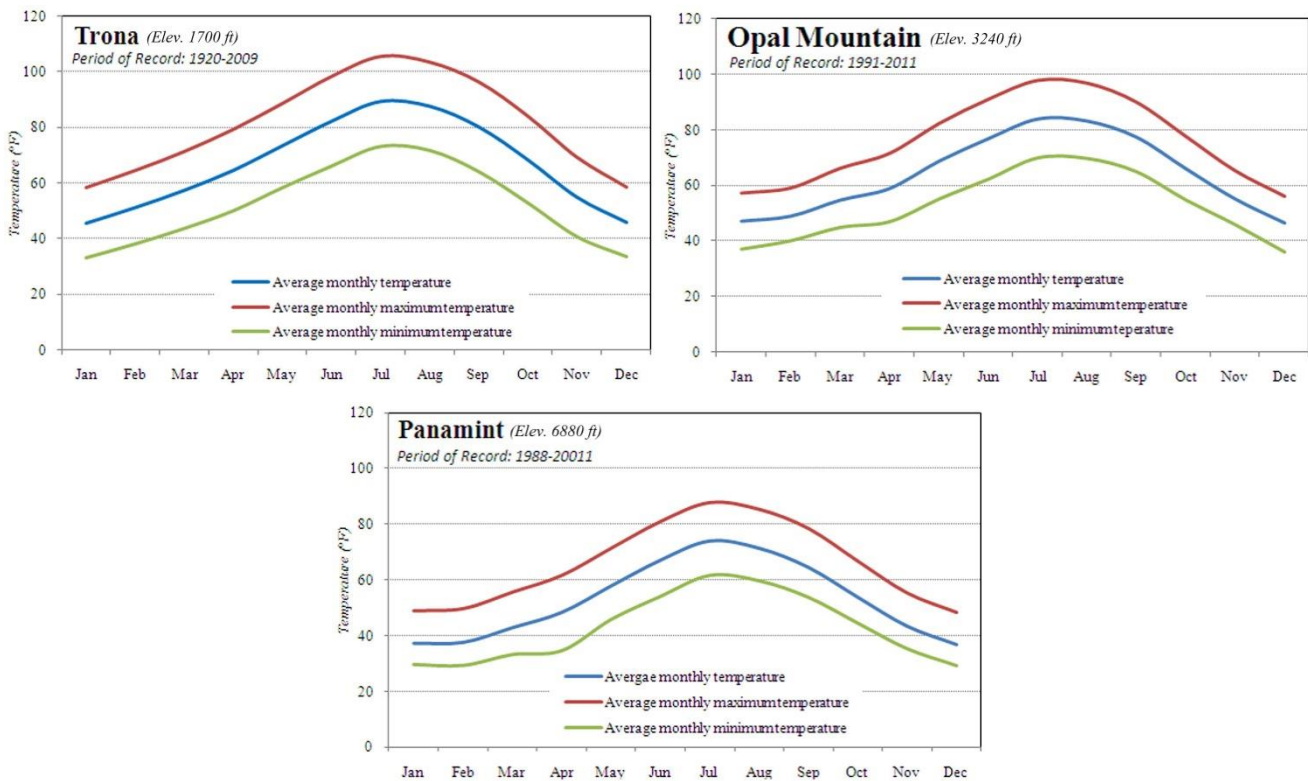 Trona (Elev. 1700 ft)
Period of Record: 1920-2009
Temperature (°F)
120
100
80
60
40
20
0
Average monthly temperature
Average monthly maximum temperature
Average monthly minimum temperature
Jan Feb Mar Apr May Jun Jul Aug Sep Oct Nov Dec
Opal Mountain (Elev. 3240 ft)
Period of Record: 1991-2011
Temperature (°F)
120
100
80
60
40
20
0
Average monthly temperature
Average monthly maximum temperature
Average monthly minimum teperature
Jan Feb Mar Apr May Jun Jul Aug Sep Oct Nov Dec
Panamint (Elev. 6880 ft)
Period of Record: 1988-20011
Temperature (°F)
120
100
80
60
40
20
0
Avergae monthly temperature
Average monthly maximum temperature
Average monthly minimum temperature
Jan Feb Mar Apr May Jun Jul Aug Sep Oct Nov Dec